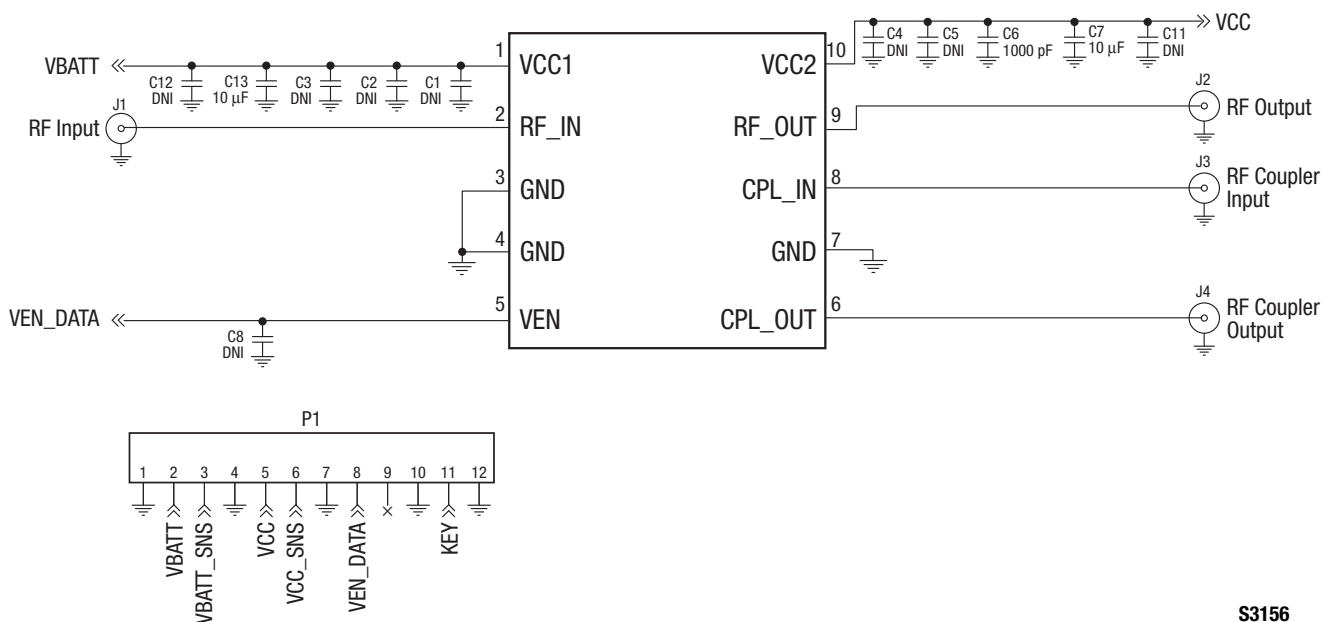 VBATT
C12
DNI
C13
10 µF
C3
DNI
C2
DNI
C1
DNI
1
VCC1
10
VCC2
C4
DNI
C5
DNI
C6
1000 pF
C7
10 µF
C11
DNI
VCC
J1
RF Input
2
RF_IN
9
RF_OUT
J2
RF Output
3
GND
8
CPL_IN
J3
RF Coupler
Input
4
GND
7
GND
VEN_DATA
C8
DNI
5
VEN
6
CPL_OUT
J4
RF Coupler
Output
P1
1 2 3 4 5 6 7 8 9 10 11 12
VBATT
VBATT_SNS
VCC
VCC_SNS
VEN_DATA
KEY
S3156